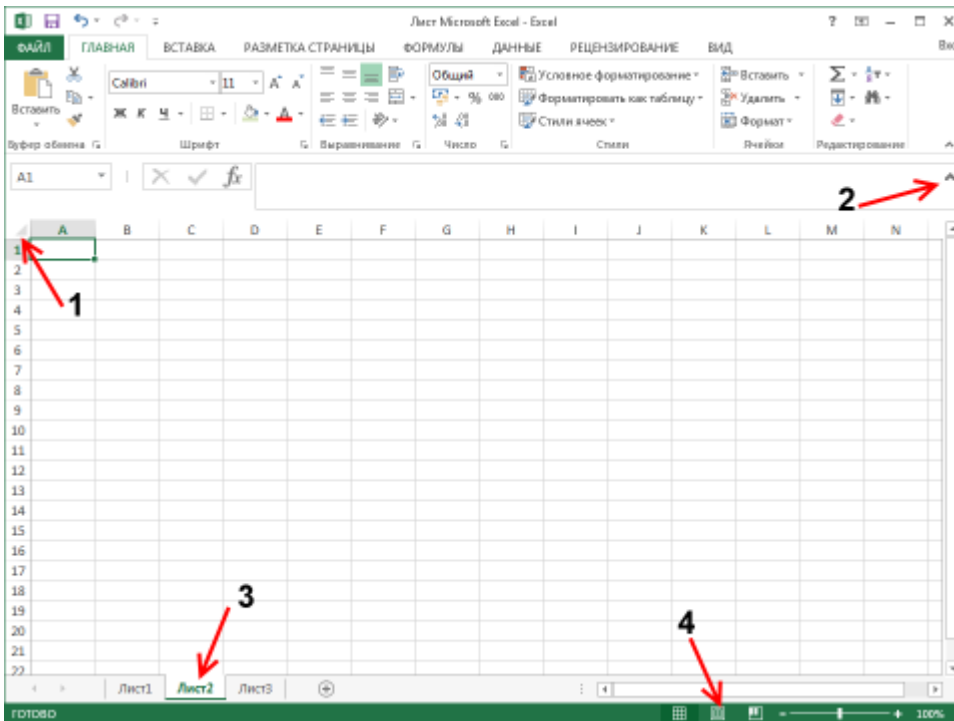 Лист Microsoft Excel - Excel
ФАЙЛ ГЛАВНАЯ ВСТАВКА РАЗМЕТКА СТРАНИЦЫ ФОРМУЛЫ ДАННЫЕ РЕЦЕНЗИРОВАНИЕ ВИД
Calibri 11 Общий Условное форматирование Вставить
Вставить % 000 Форматировать как таблицу Удалить
Ж К Ч Стили ячеек Формат
Буфер обмена Шрифт Выравнивание Число Стили Ячейки Редактирование
A1 fx
2
A B C D E F G H I J K L M N
1
2
3
1
4
5
6
7
8
9
10
11
12
13
14
15
16
17
18
3
19
20
4
21
22
Лист1 Лист2 Лист3
ГОТОВО 100%